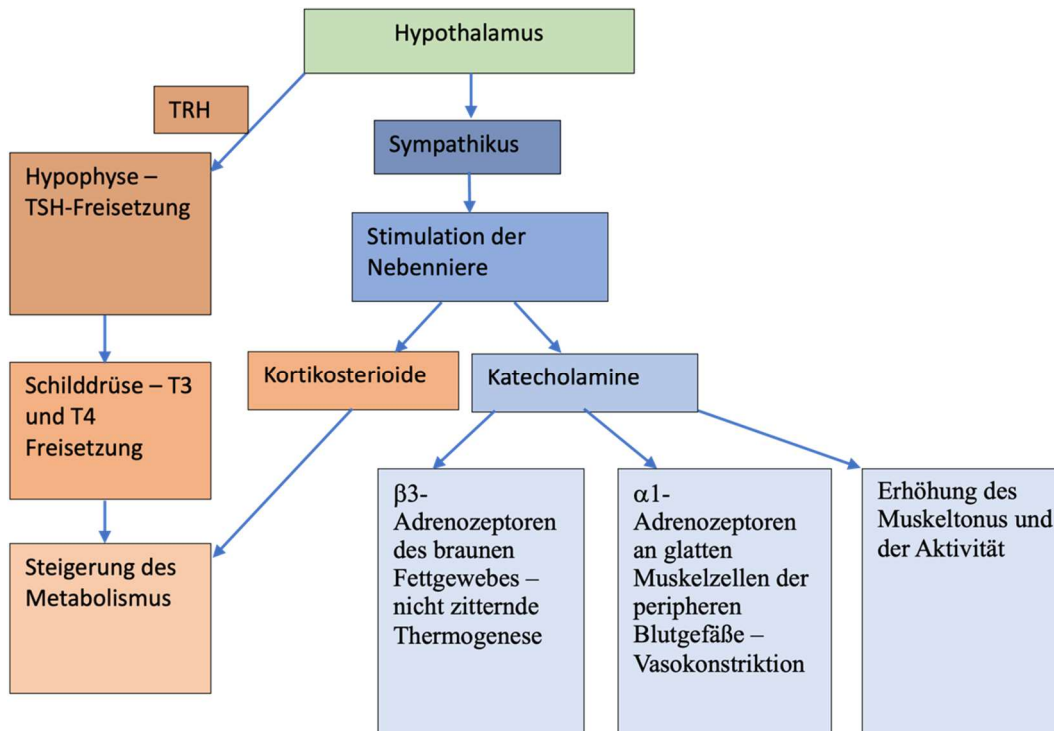 Hypothalamus
TRH
Sympathikus
Hypophyse –
TSH-Freisetzung
Stimulation der
Nebenniere
Schilddrüse – T3
und T4
Freisetzung
Kortikosterioide
Katecholamine
Steigerung des
Metabolismus
β3-
Adrenozeptoren
des braunen
Fettgewebes –
nicht zitternde
Thermogenese
α1-
Adrenozeptoren
an glatten
Muskelzellen der
peripheren
Blutgefäße –
Vasokonstriktion
Erhöhung des
Muskeltonus und
der Aktivität